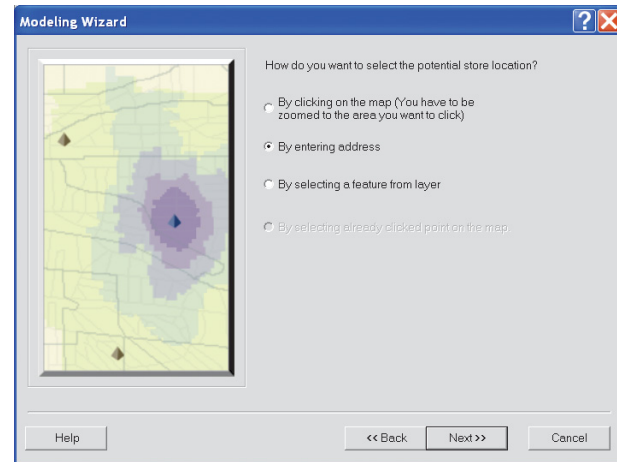 Modeling Wizard
How do you want to select the potential store location?
By clicking on the map (You have to be
zoomed to the area you want to click)
By entering address
By selecting a feature from layer
By selecting already clicked point on the map
Help
<< Back
Next >>
Cancel